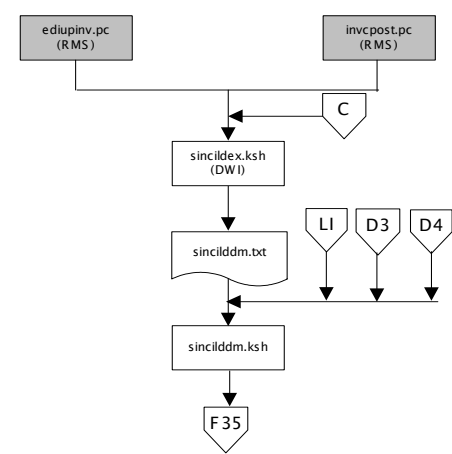 ediupinv.pc
(RMS)
invcpost.pc
(RMS)
C
sincildex.ksh
(DWI)
sincilddm.txt
LI
D3
D4
sincilddm.ksh
F35